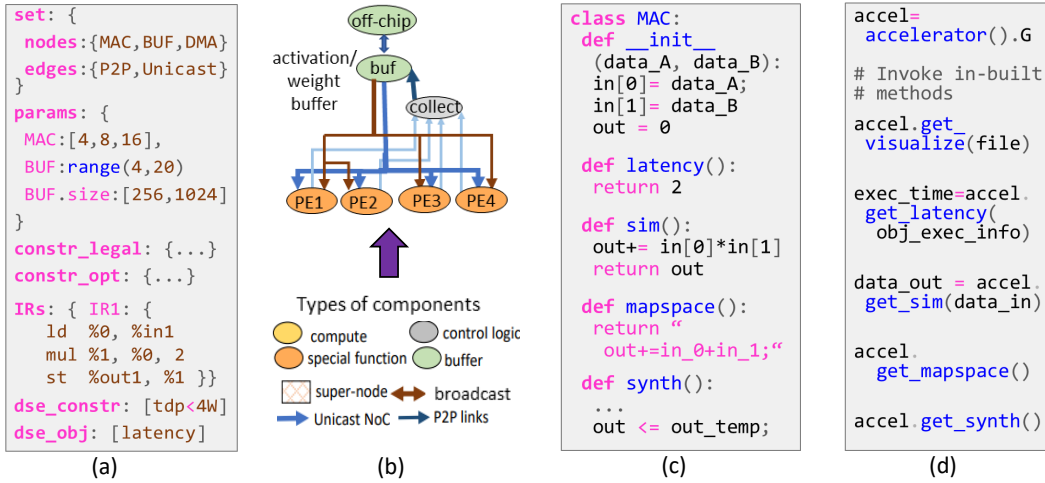 set: {
nodes:{MAC,BUF,DMA}
edges:{P2P,Unicast}
}
params: {
MAC:[4,8,16],
BUF:range(4,20)
BUF.size:[256,1024]
}
constr_legal: {...}
constr_opt: {...}
IRs: { IR1: {
ld %0, %in1
mul %1, %0, 2
st %out1, %1 }}
dse_constr: [tdp<4W]
dse_obj: [latency]
(a)
off-chip
activation/
weight
buffer
buf
collect
PE1
PE2
PE3
PE4
Types of components
compute
control logic
special function
buffer
super-node
broadcast
Unicast NoC
P2P links
(b)
class MAC:
def __init__
(data_A, data_B):
in[0]= data_A;
in[1]= data_B
out = 0
def latency():
return 2
def sim():
out+= in[0]*in[1]
return out
def mapspace():
return “
out+=in_0+in_1;“
def synth():
...
out <= out_temp;
(c)
accel=
accelerator().G
# Invoke in-built
# methods
accel.get_
visualize(file)
exec_time=accel.
get_latency(
obj_exec_info)
data_out = accel.
get_sim(data_in)
accel.
get_mapspace()
accel.get_synth()
(d)